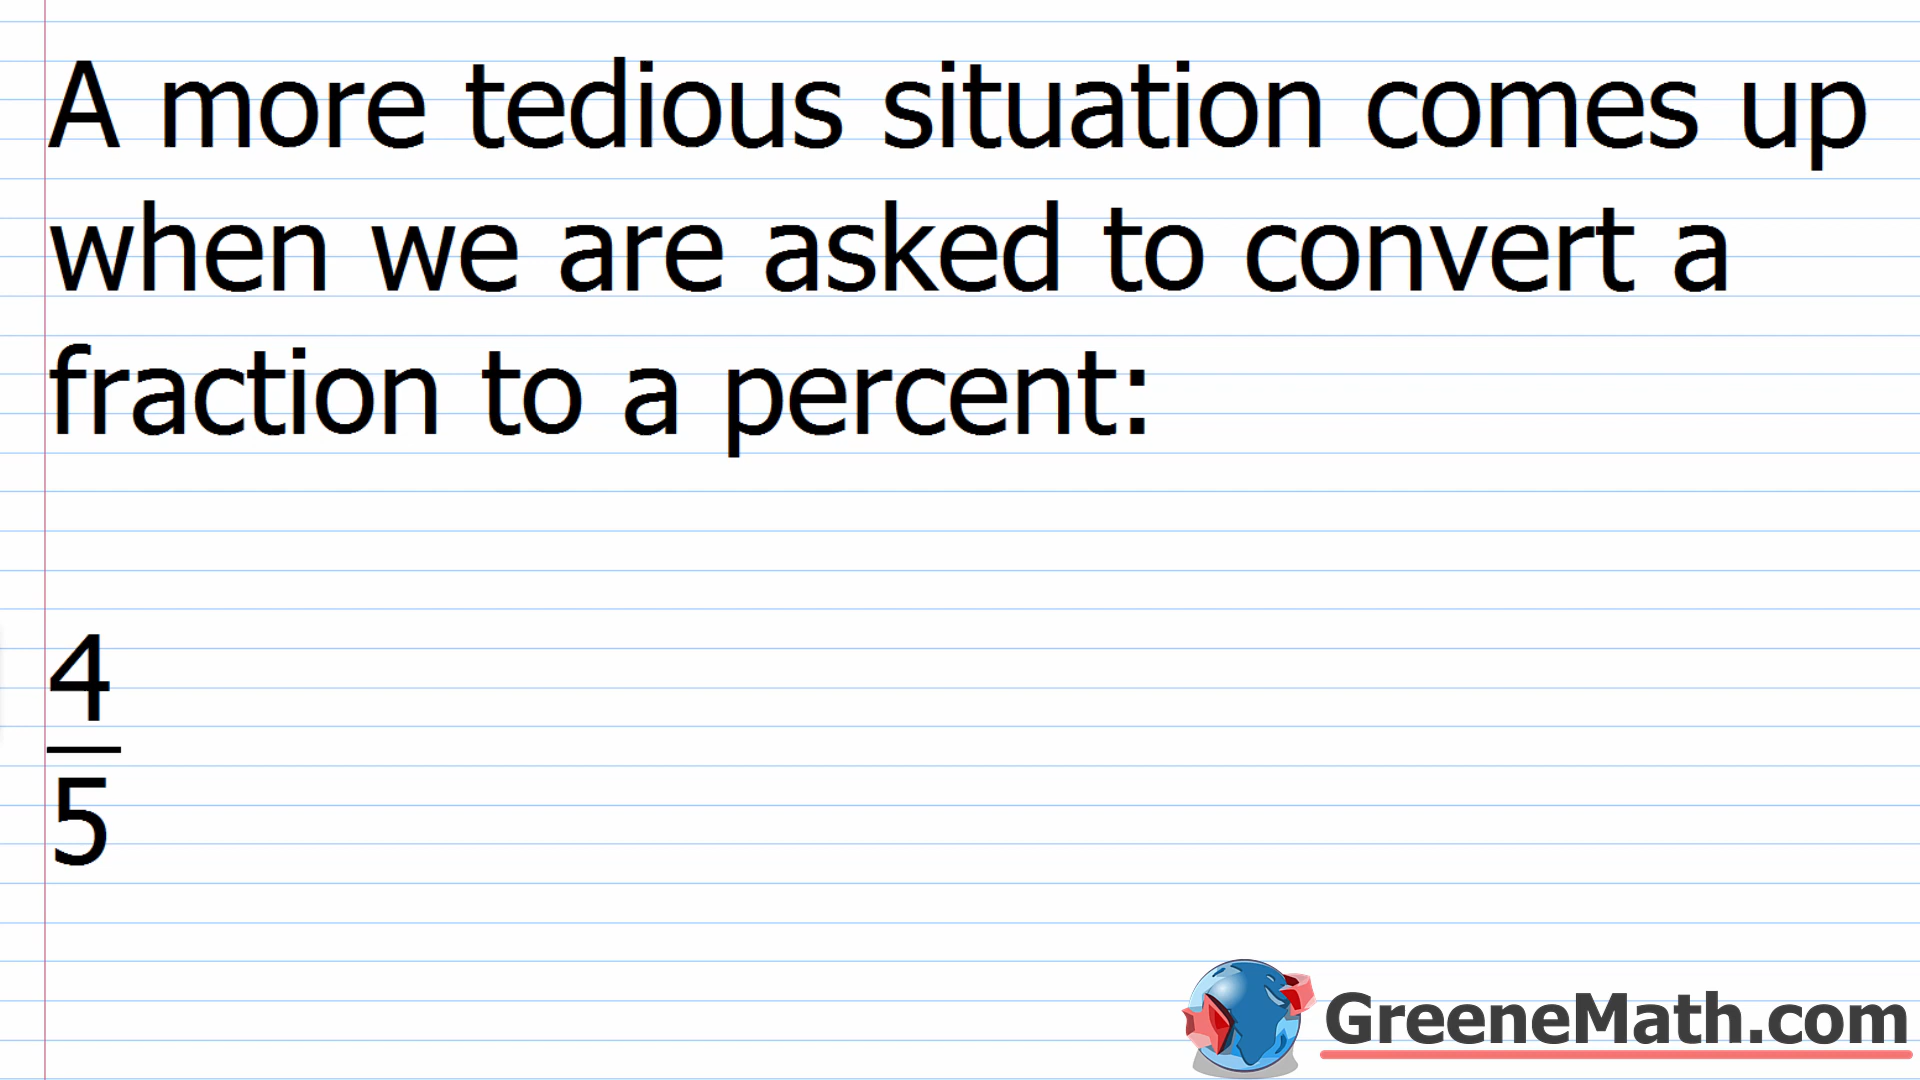 A more tedious situation comes up
when we are asked to convert a
fraction to a percent:
4
5
GreeneMath.com